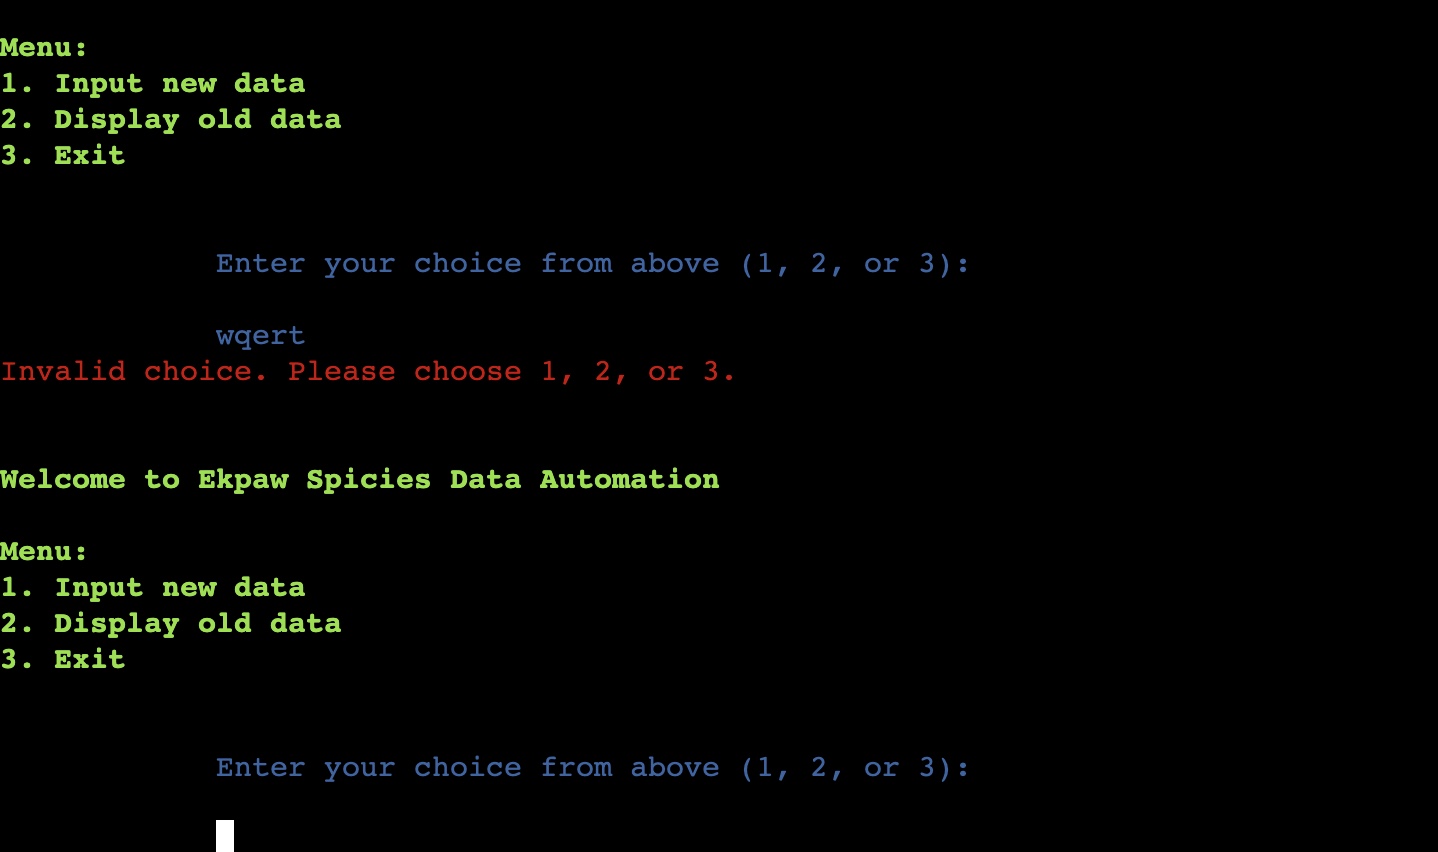 Menu:
1. Input new data
2. Display old data
3. Exit
Enter your choice from above (1, 2, or 3):
wqert
Invalid choice. Please choose 1, 2, or 3.
Welcome to Ekpaw Spicies Data Automation
Menu:
1. Input new data
2. Display old data
3. Exit
Enter your choice from above (1, 2, or 3):